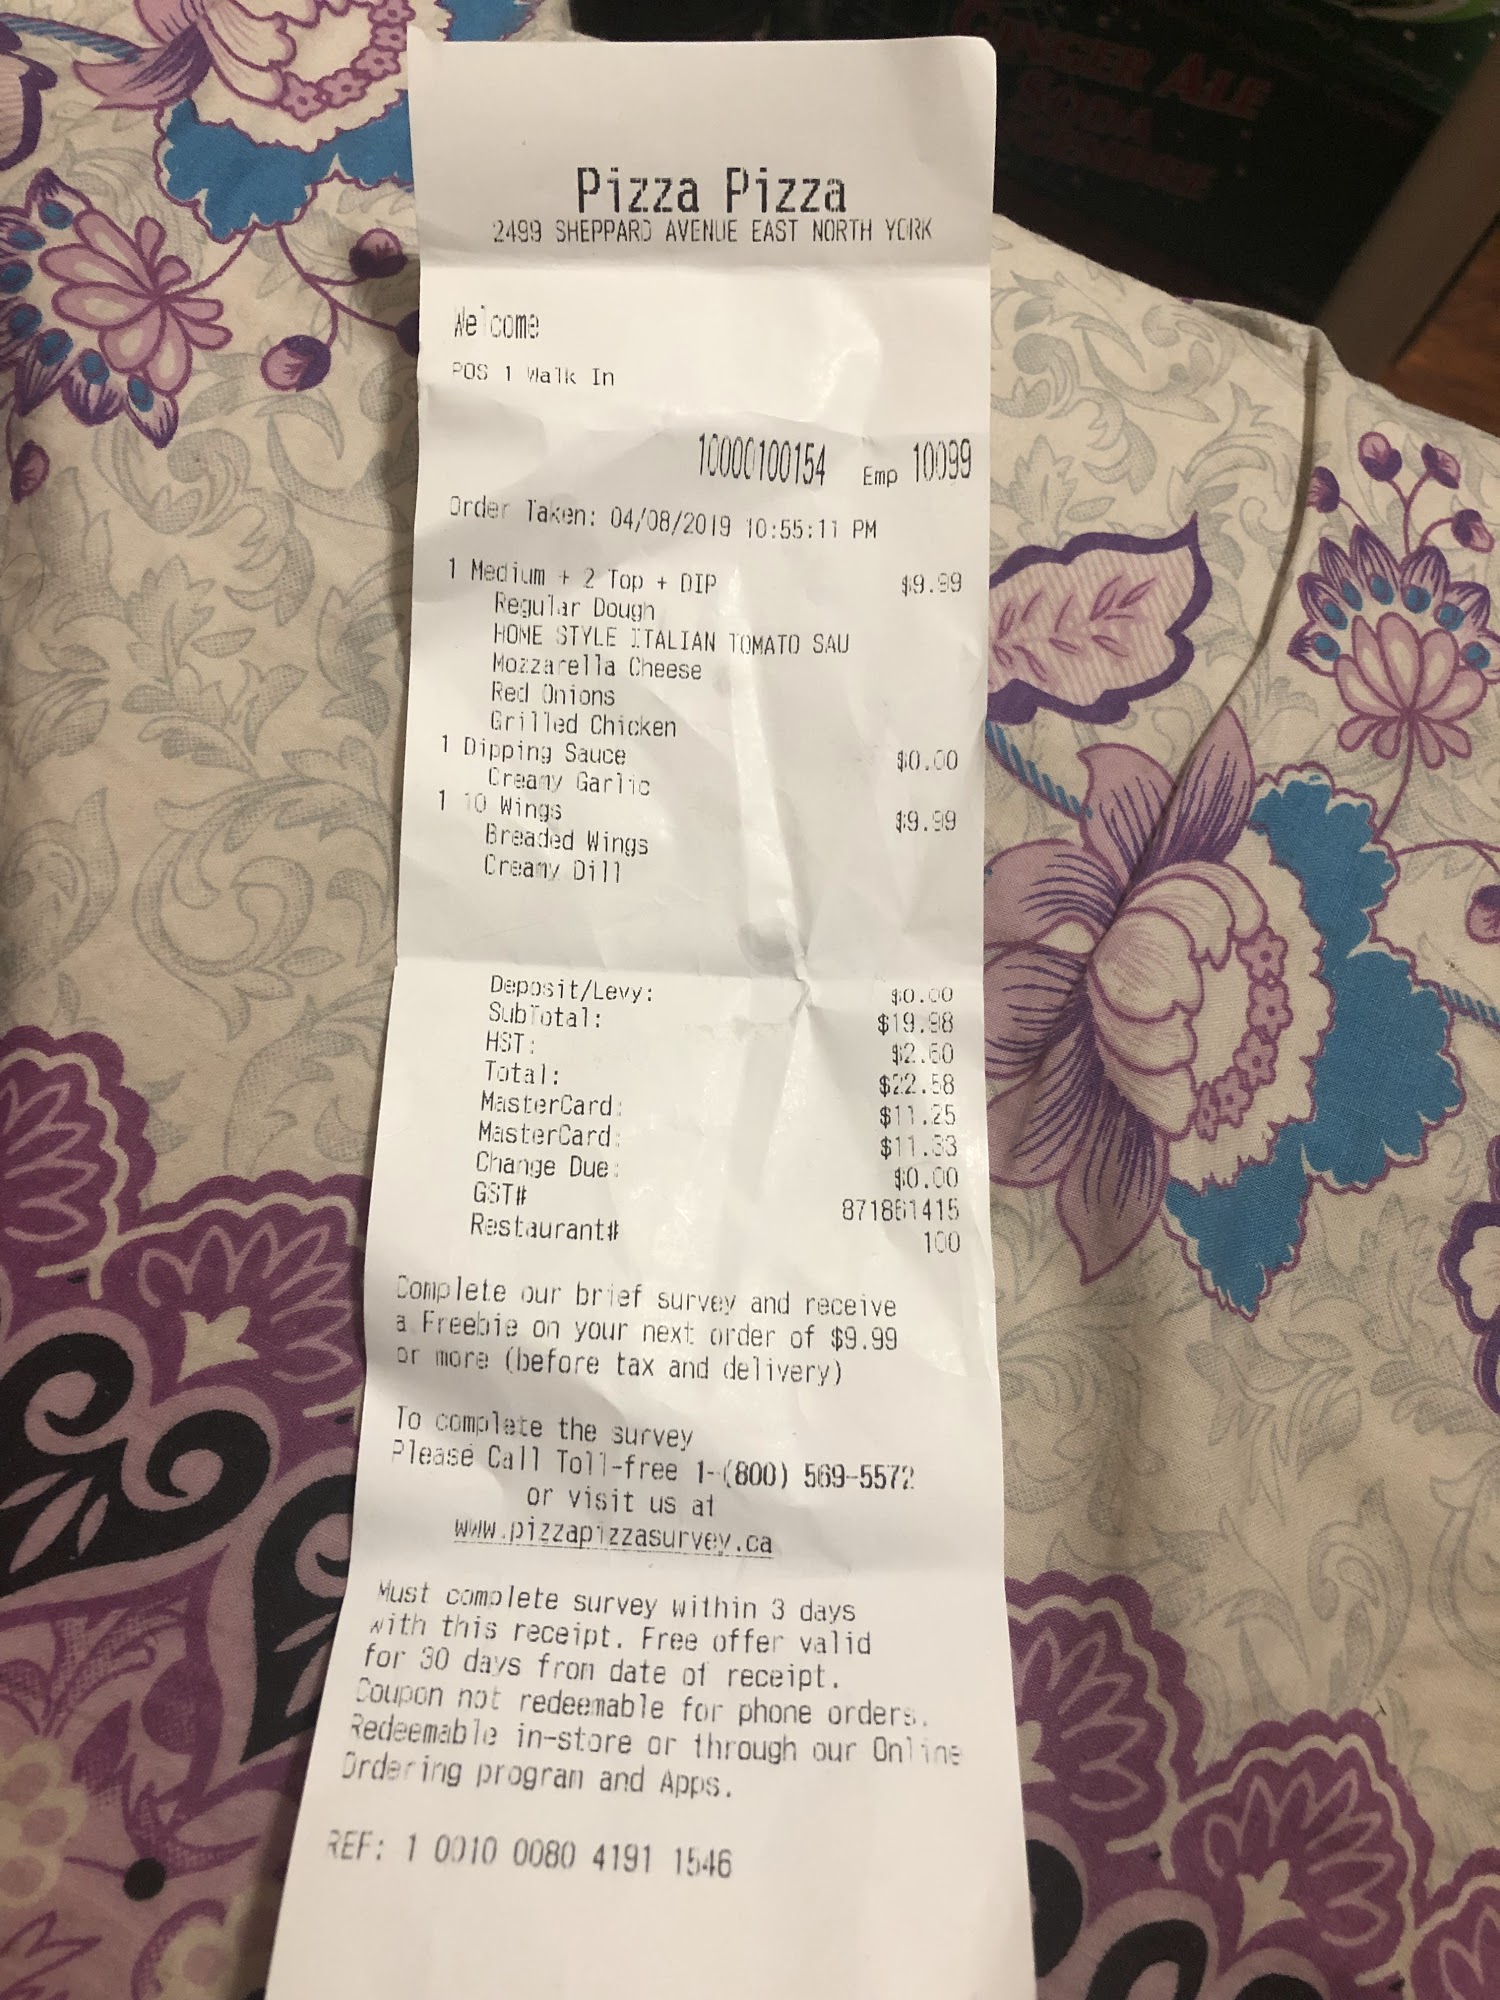 GINGER ALE
SODA
Pizza Pizza
2499 SHEPPARD AVENUE EAST NORTH YORK
Welcome
POS 1 Walk In
10000100154 Emp 10099
Order Taken: 04/08/2019 10:55:11 PM
1 Medium + 2 Top + DIP $9.99
Regular Dough
HOME STYLE ITALIAN TOMATO SAU
Mozzarella Cheese
Red Onions
Grilled Chicken
1 Dipping Sauce $0.00
Creamy Garlic
1 10 Wings $9.99
Breaded Wings
Creamy Dill
Deposit/Levy: $0.00
SubTotal: $19.98
HST: $2.60
Total: $22.58
MasterCard: $11.25
MasterCard: $11.33
Change Due: $0.00
GST# 871861415
Restaurant# 100
Complete our brief survey and receive
a Freebie on your next order of $9.99
or more (before tax and delivery)
To complete the survey
Please Call Toll-free 1-(800) 569-5572
or visit us at
www.pizzapizzasurvey.ca
Must complete survey within 3 days
with this receipt. Free offer valid
for 30 days from date of receipt.
Coupon not redeemable for phone orders.
Redeemable in-store or through our Online
Ordering program and Apps.
REF: 1 0010 0080 4191 1546